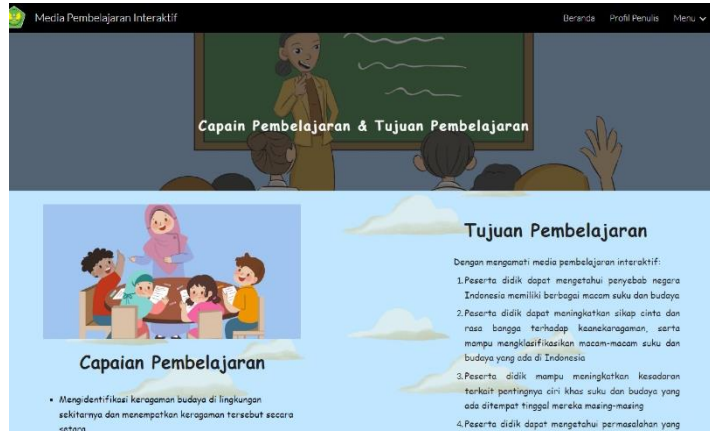 Media Pembelajaran Interaktif
Beranda Profil Penulis Menu
Capain Pembelajaran & Tujuan Pembelajaran
Capaian Pembelajaran
• Mengidentifikasi keragaman budaya di lingkungan
sekitarnya dan menempatkan keragaman tersebut secara
setara
Tujuan Pembelajaran
Dengan mengamati media pembelajaran interaktif:
1.Peserta didik dapat mengetahui penyebab negara
Indonesia memiliki berbagai macam suku dan budaya
2.Peserta didik dapat meningkatkan sikap cinta dan
rasa bangga terhadap keanekaragaman, serta
mampu mengklasifikasikan macam-macam suku dan
budaya yang ada di Indonesia
3.Peserta didik mampu meningkatkan kesadaran
terkait pentingnya ciri khas suku dan budaya yang
ada ditempat tinggal mereka masing-masing
4.Peserta didik dapat mengetahui permasalahan yang